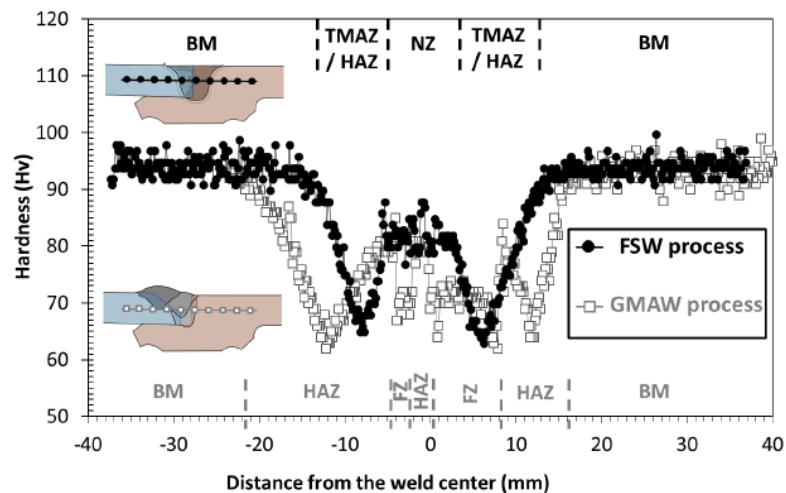 120
110
100
90
80
70
60
50
Hardness (Hv)
BM
TMAZ
/ HAZ
NZ
TMAZ
/ HAZ
BM
FSW process
GMAW process
BM
HAZ
FZ
HAZ
FZ
HAZ
BM
-40
-30
-20
-10
0
10
20
30
40
Distance from the weld center (mm)